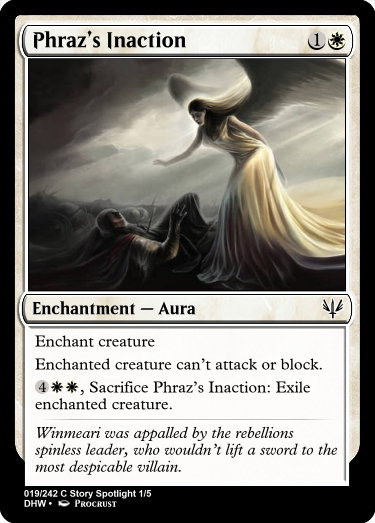 Phraz's Inaction 1
Enchantment — Aura
Enchant creature
Enchanted creature can't attack or block.
4, Sacrifice Phraz's Inaction: Exile
enchanted creature.
Winmeari was appalled by the rebellions
spinless leader, who wouldn't lift a sword to the
most despicable villain.
019/242 C Story Spotlight 1/5
DHW • Procrust